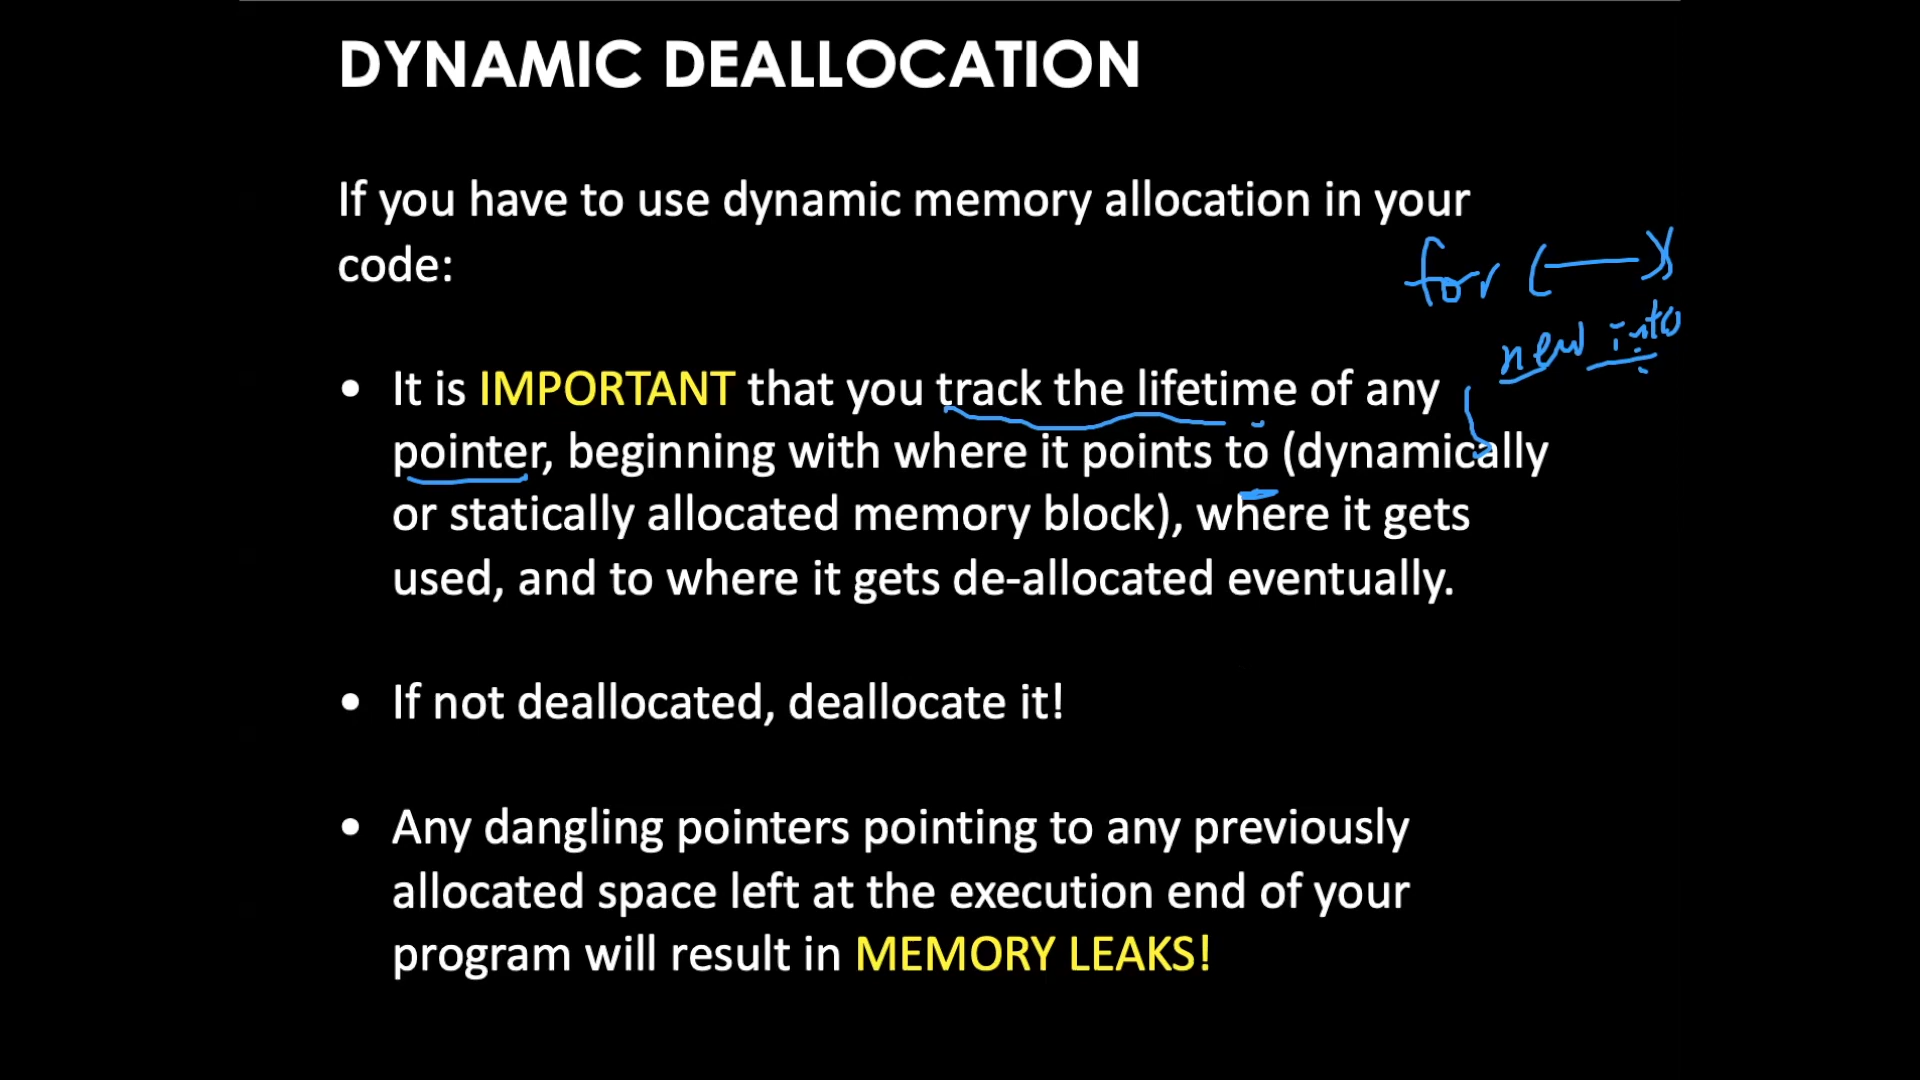 DYNAMIC DEALLOCATION
If you have to use dynamic memory allocation in your
code:
for (
new
• It is IMPORTANT that you track the lifetime of any
pointer, beginning with where it points to (dynamically
or statically allocated memory block), where it gets
used, and to where it gets de-allocated eventually.
• If not deallocated, deallocate it!
• Any dangling pointers pointing to any previously
allocated space left at the execution end of your
program will result in MEMORY LEAKS!